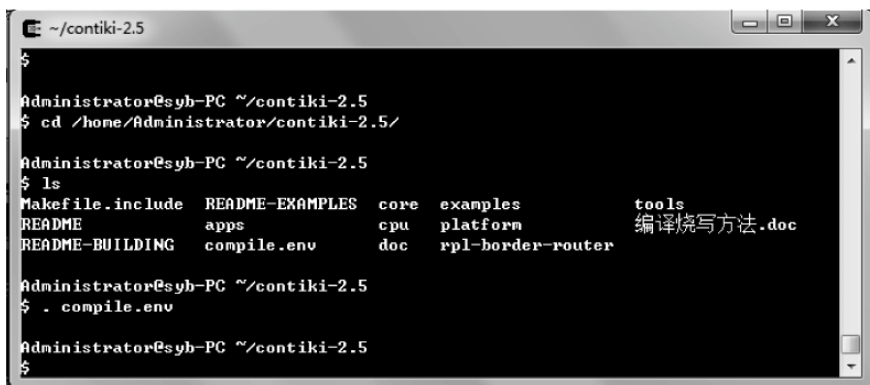 ~/contiki-2.5
$
Administrator@syb-PC ~/contiki-2.5
$ cd /home/Administrator/contiki-2.5/
Administrator@syb-PC ~/contiki-2.5
$ ls
Makefile.include README-EXAMPLES core examples tools
README apps cpu platform 编译烧写方法.doc
README-BUILDING compile.env doc rpl-border-router
Administrator@syb-PC ~/contiki-2.5
$ . compile.env
Administrator@syb-PC ~/contiki-2.5
$